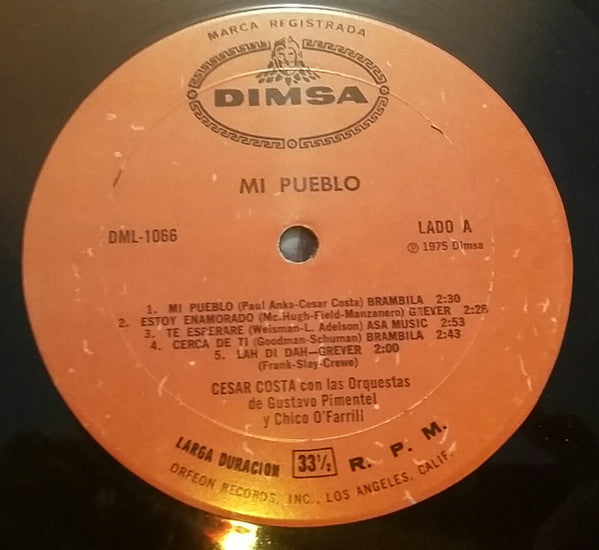 MARCA REGISTRADA
DIMSA
MI PUEBLO
DML-1066
LADO A
℗ 1975 Dimsa
1. MI PUEBLO (Paul Anka-Cesar Costa) BRAMBILA 2:30
2. ESTOY ENAMORADO (Mc.Hugh-Field-Manzanero) GREVER 2:28
3. TE ESPERARE (Weisman-L. Adelson) ASA MUSIC 2:53
4. CERCA DE TI (Goodman-Schuman) BRAMBILA 2:43
5. LAH DI DAH—GREVER 2:00
(Frank-Slay-Crewe)
CESAR COSTA con las Orquestas
de Gustavo Pimentel
y Chico O'Farrill
LARGA DURACION 33⅓ R. P. M.
ORFEON RECORDS, INC., LOS ANGELES, CALIF.